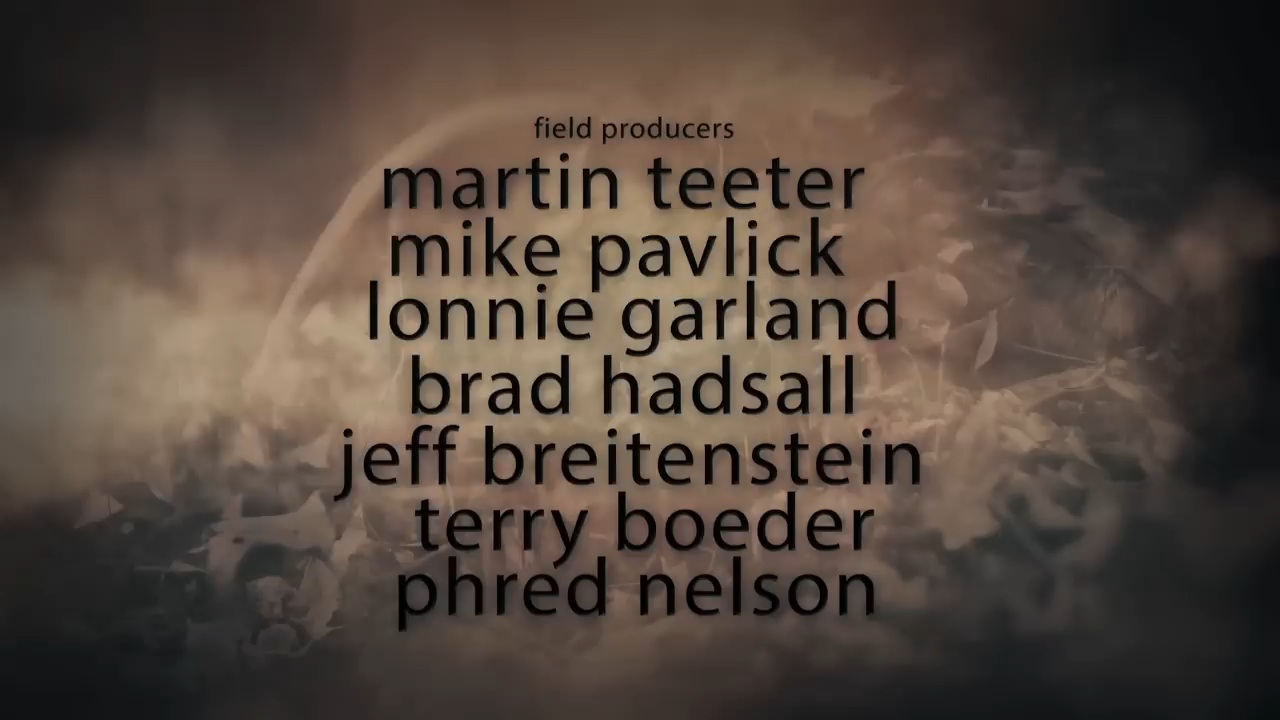 field producers
martin teeter
mike pavlick
lonnie garland
brad hadsall
jeff breitenstein
terry boeder
phred nelson